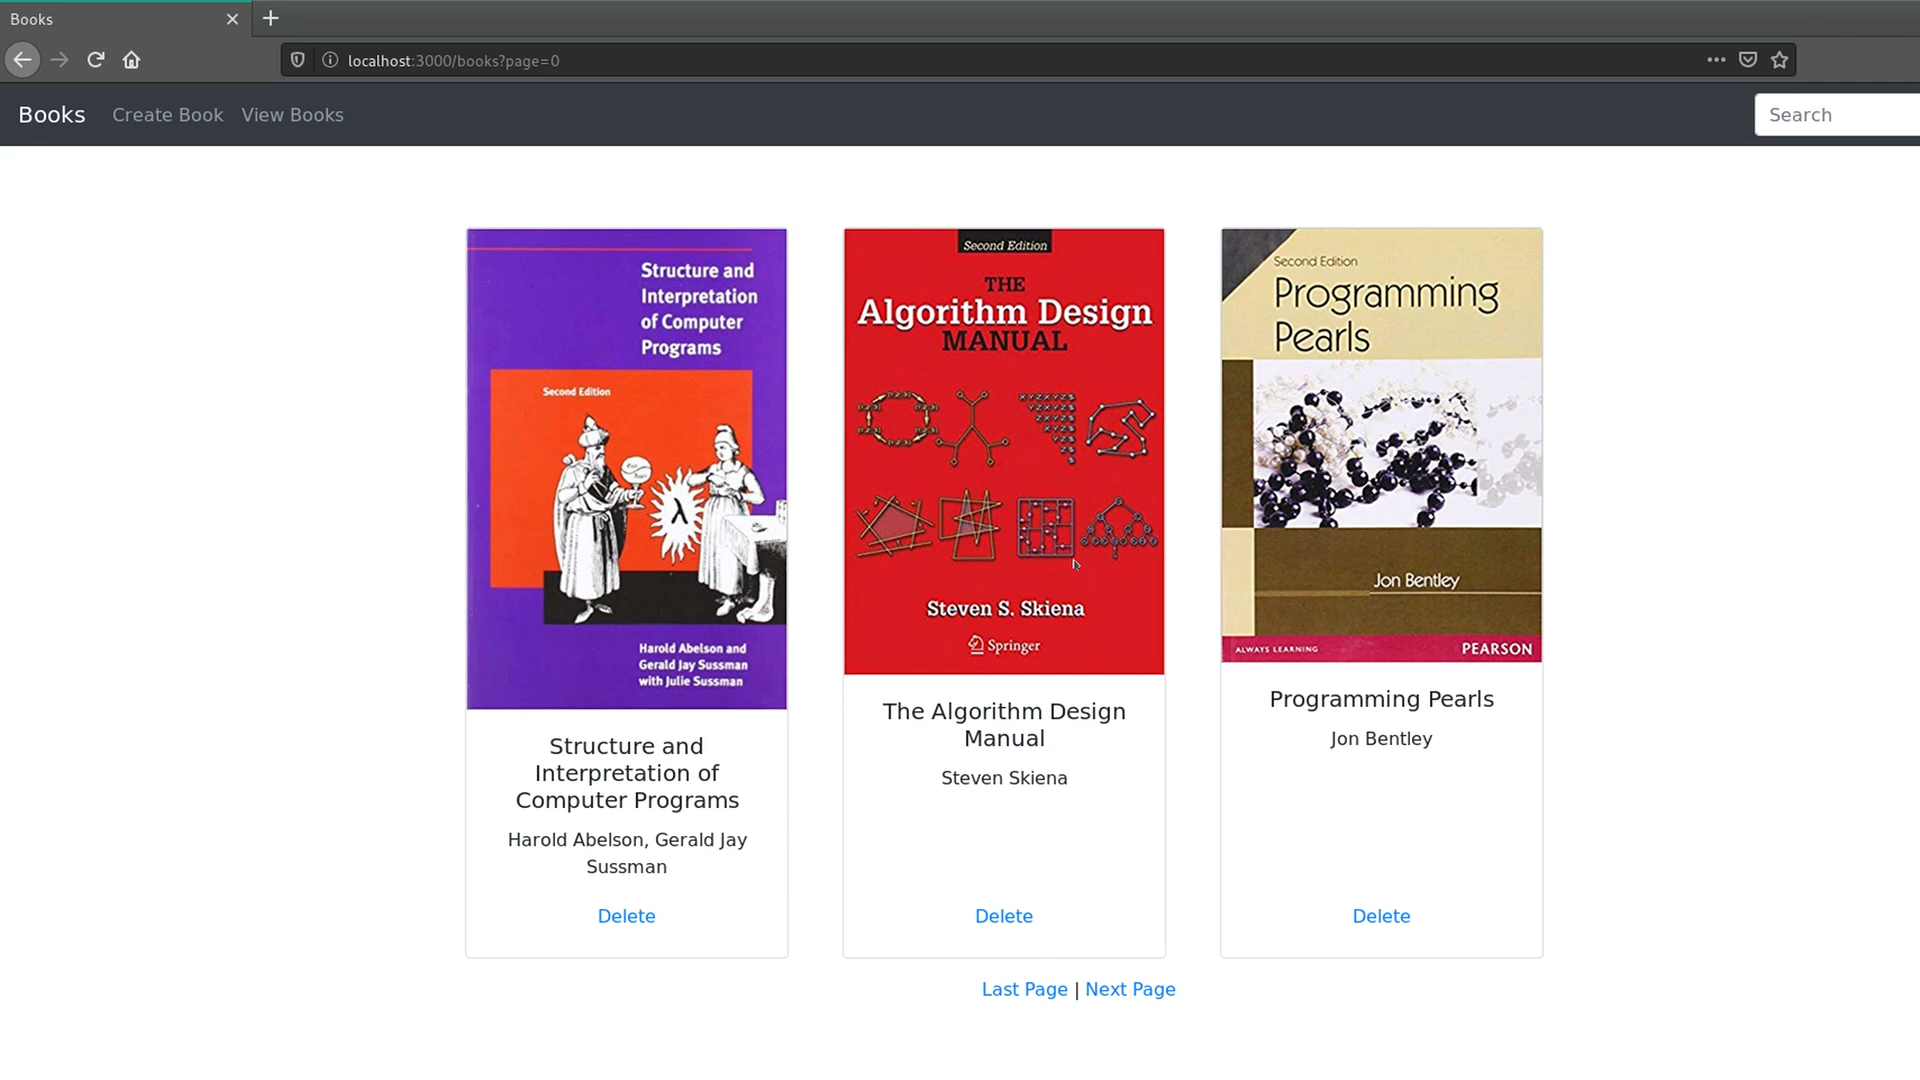 Books
localhost:3000/books?page=0
Books Create Book View Books Search
Structure and
Interpretation
of Computer
Programs
Second Edition
λ
Harold Abelson and
Gerald Jay Sussman
with Julie Sussman
Structure and
Interpretation of
Computer Programs
Harold Abelson, Gerald Jay
Sussman
Delete
Second Edition
THE
Algorithm Design
MANUAL
Steven S. Skiena
Springer
The Algorithm Design
Manual
Steven Skiena
Delete
Second Edition
Programming
Pearls
Jon Bentley
ALWAYS LEARNING PEARSON
Programming Pearls
Jon Bentley
Delete
Last Page | Next Page